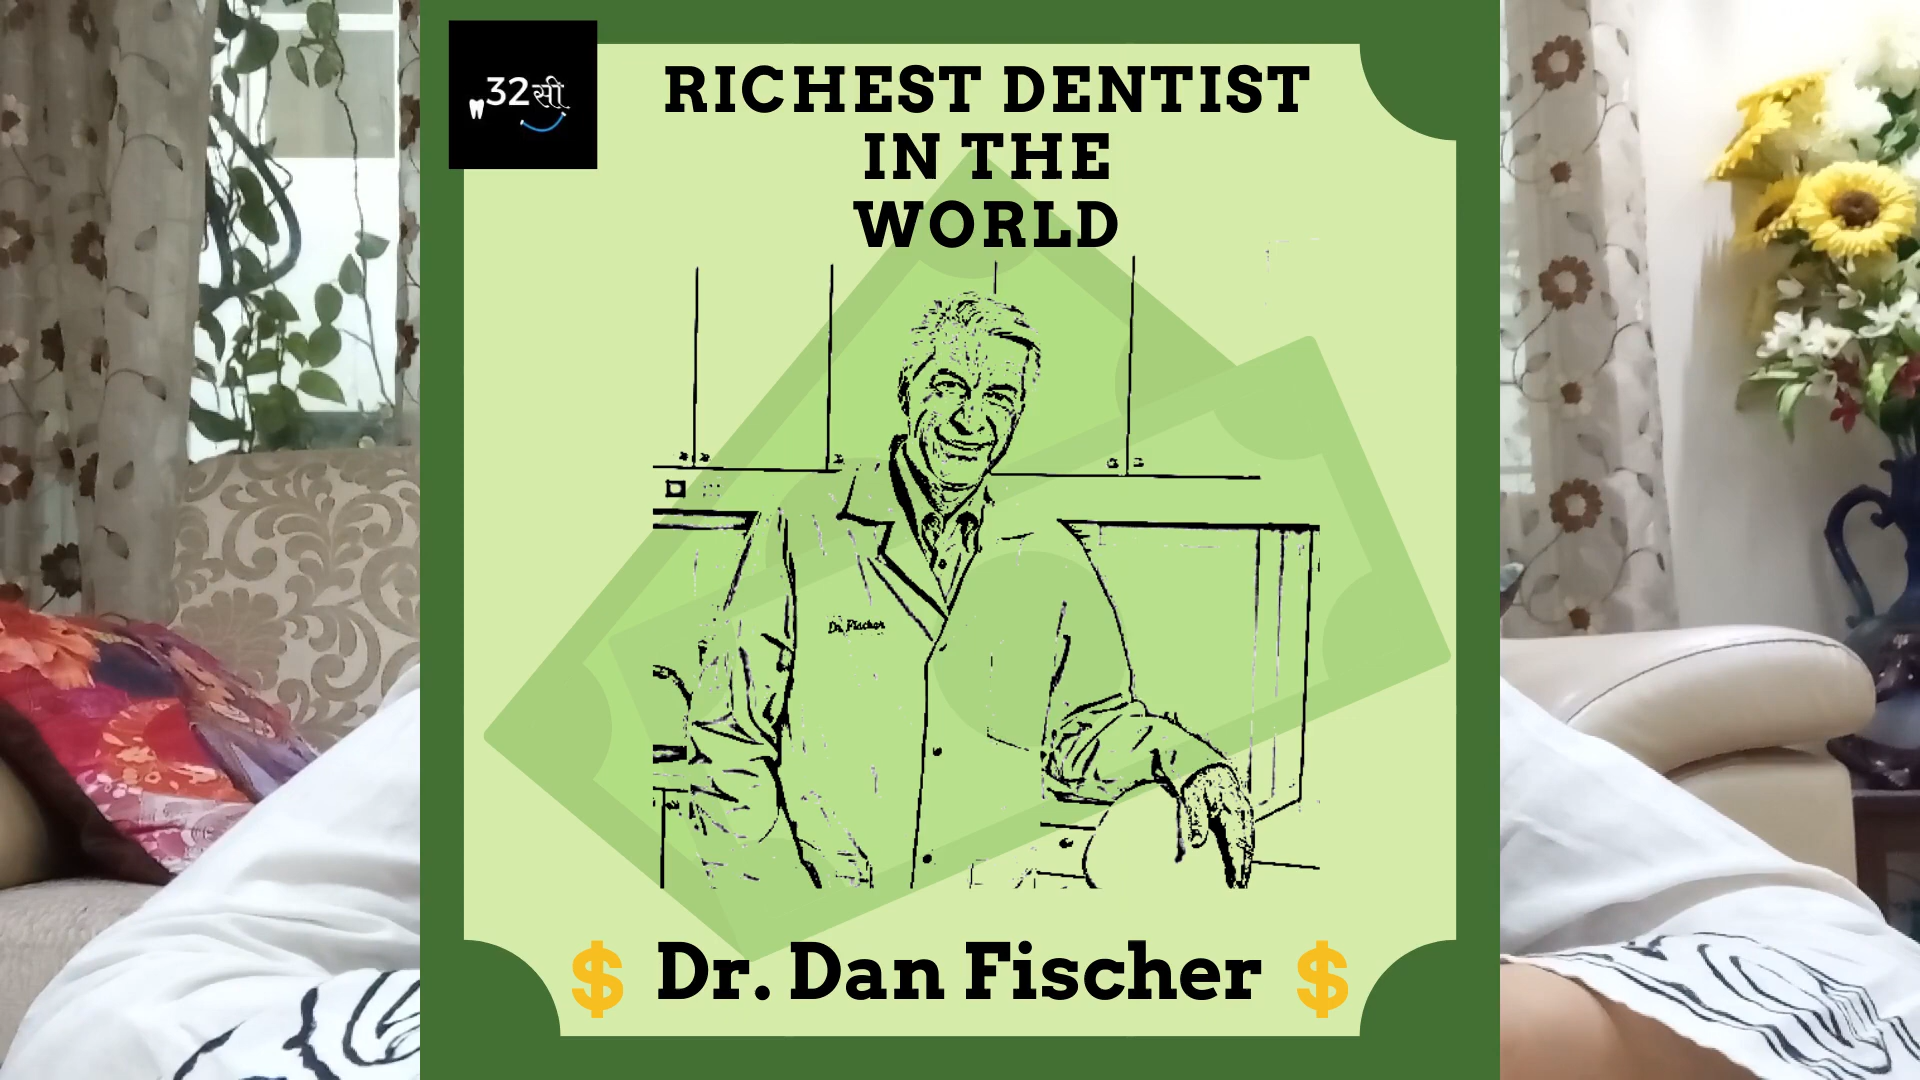 32सी
RICHEST DENTIST
IN THE
WORLD
Dr. Fischer
$ Dr. Dan Fischer $